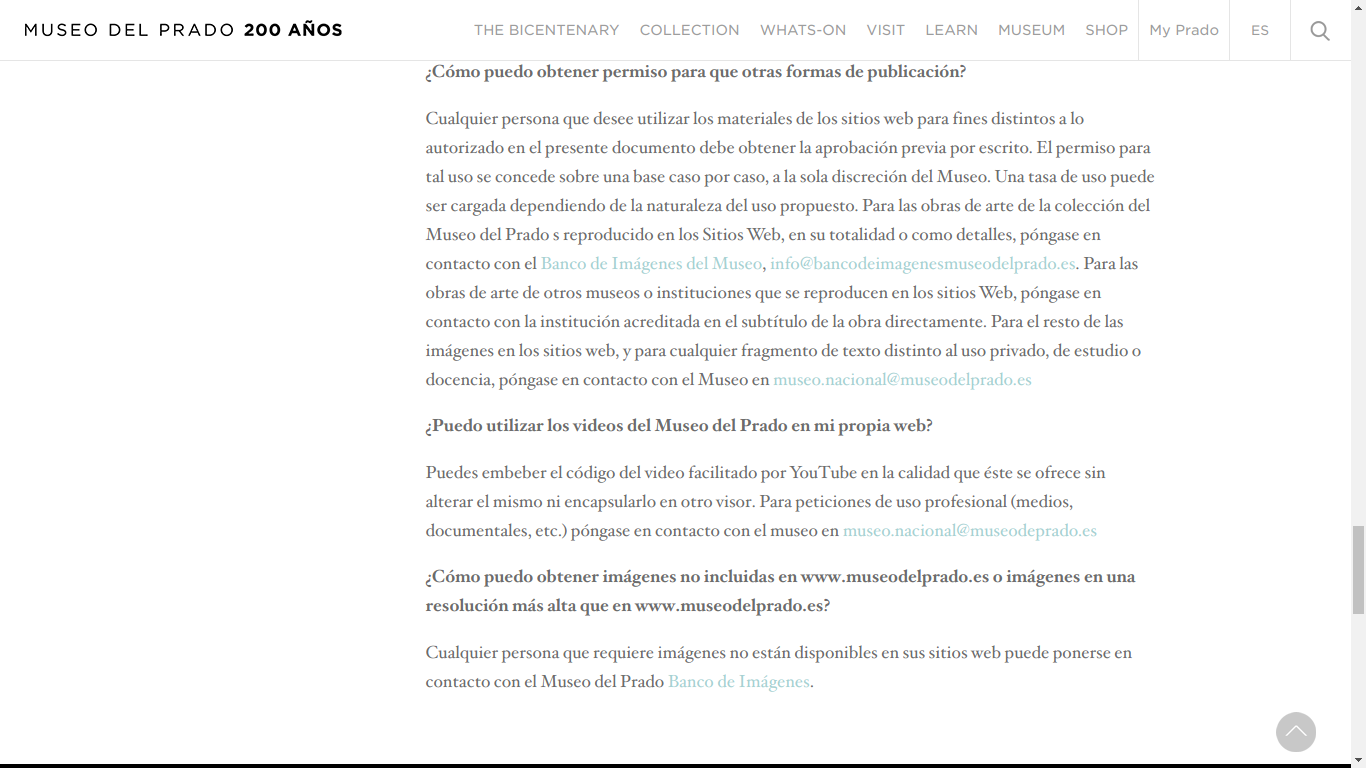 MUSEO DEL PRADO 200 AÑOS
THE BICENTENARY COLLECTION WHATS-ON VISIT LEARN MUSEUM SHOP My Prado ES
¿Cómo puedo obtener permiso para que otras formas de publicación?
Cualquier persona que desee utilizar los materiales de los sitios web para fines distintos a lo
autorizado en el presente documento debe obtener la aprobación previa por escrito. El permiso para
tal uso se concede sobre una base caso por caso, a la sola discreción del Museo. Una tasa de uso puede
ser cargada dependiendo de la naturaleza del uso propuesto. Para las obras de arte de la colección del
Museo del Prado s reproducido en los Sitios Web, en su totalidad o como detalles, póngase en
contacto con el Banco de Imágenes del Museo, info@bancodeimagenesmuseodelprado.es. Para las
obras de arte de otros museos o instituciones que se reproducen en los sitios Web, póngase en
contacto con la institución acreditada en el subtítulo de la obra directamente. Para el resto de las
imágenes en los sitios web, y para cualquier fragmento de texto distinto al uso privado, de estudio o
docencia, póngase en contacto con el Museo en museo.nacional@museodelprado.es
¿Puedo utilizar los videos del Museo del Prado en mi propia web?
Puedes embeber el código del video facilitado por YouTube en la calidad que éste se ofrece sin
alterar el mismo ni encapsularlo en otro visor. Para peticiones de uso profesional (medios,
documentales, etc.) póngase en contacto con el museo en museo.nacional@museodeprado.es
¿Cómo puedo obtener imágenes no incluidas en www.museodelprado.es o imágenes en una
resolución más alta que en www.museodelprado.es?
Cualquier persona que requiere imágenes no están disponibles en sus sitios web puede ponerse en
contacto con el Museo del Prado Banco de Imágenes.